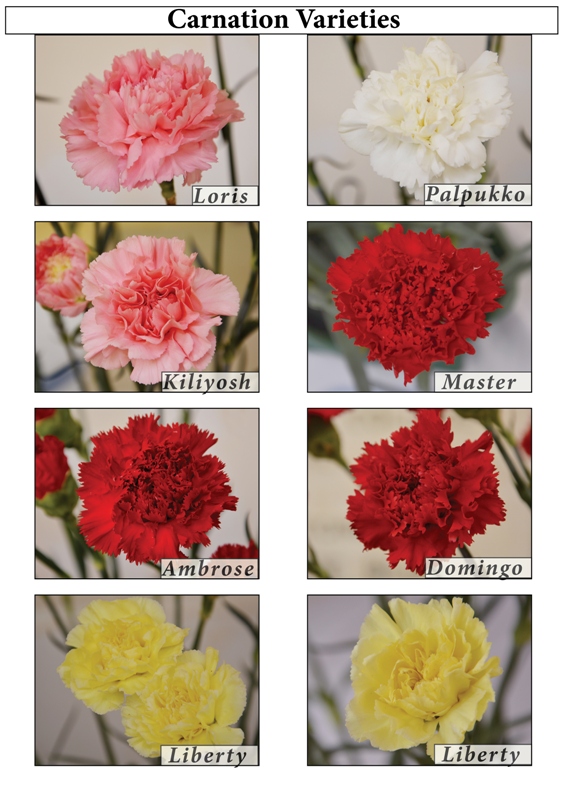 Carnation Varieties
Loris
Palpukko
Kiliyosh
Master
Ambrose
Domingo
Liberty
Liberty